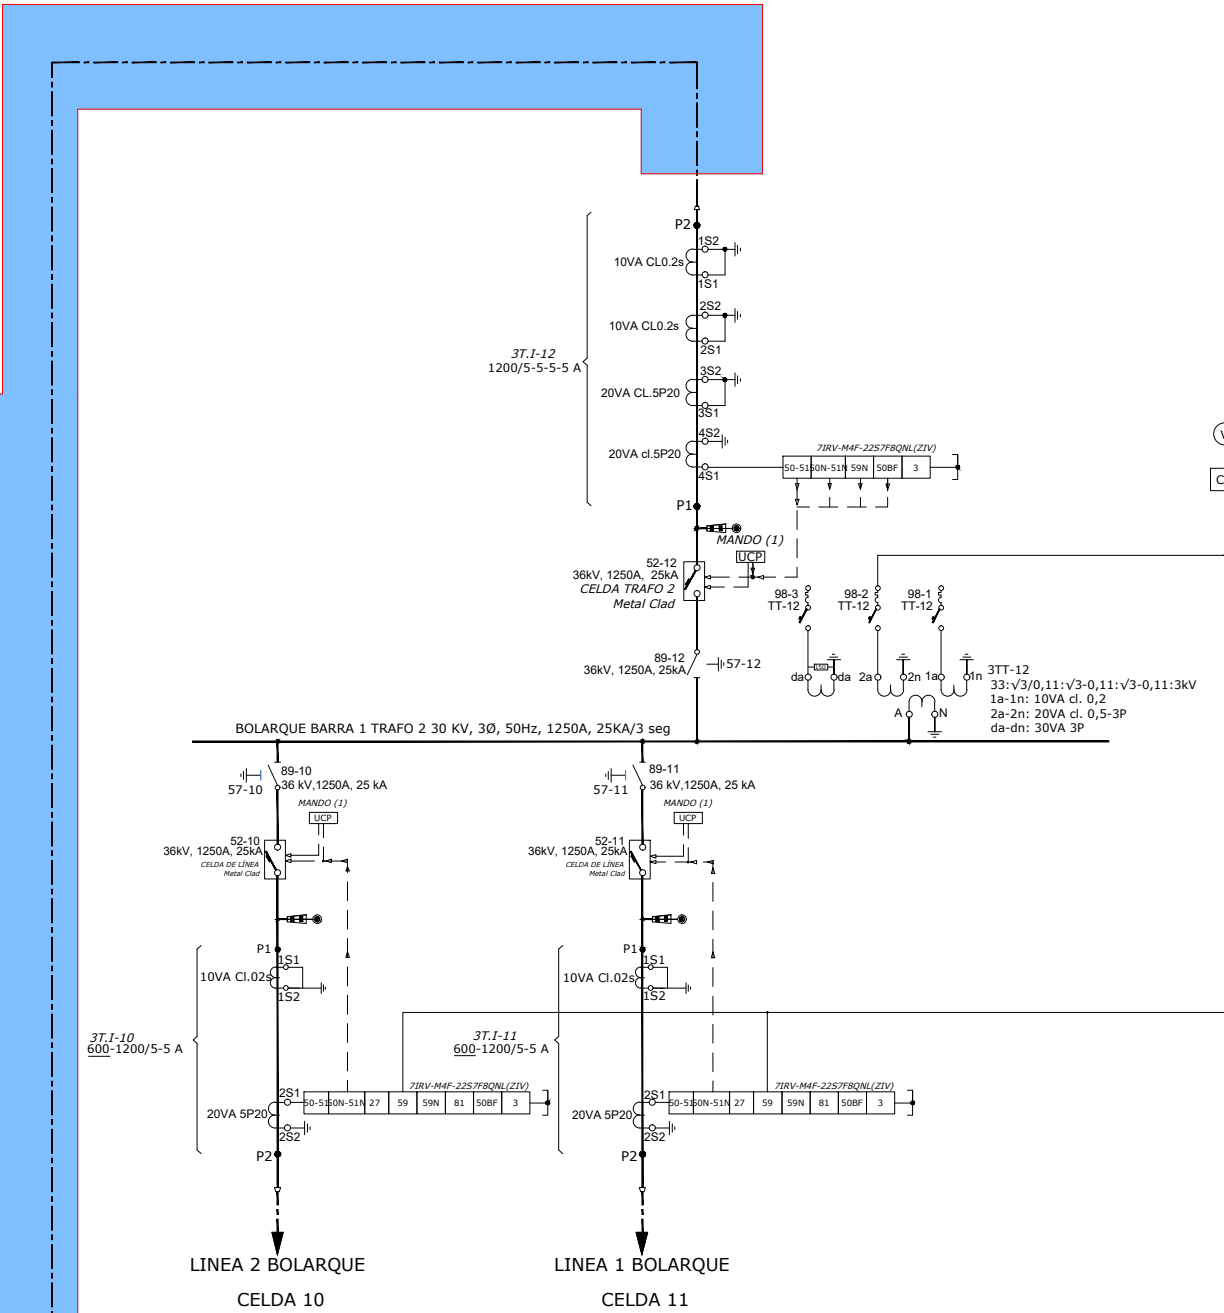 P2
1S2
10VA CL0.2s
1S1
2S2
10VA CL0.2s
2S1
3T.I-12
1200/5-5-5-5 A
3S2
20VA CL.5P20
3S1
4S2
20VA cl.5P20
4S1
7IRV-M4F-22S7F8QNL(ZIV)
50-51 50N-51N 59N 50BF 3
P1
MANDO (1)
UCP
52-12
36kV, 1250A, 25kA
CELDA TRAFO 2
Metal Clad
98-3
TT-12
98-2
TT-12
98-1
TT-12
89-12
36kV, 1250A, 25kA
57-12
da da 2a 2n 1a 1n
A N
3TT-12
33:√3/0,11:√3-0,11:√3-0,11:3kV
1a-1n: 10VA cl. 0,2
2a-2n: 20VA cl. 0,5-3P
da-dn: 30VA 3P
BOLARQUE BARRA 1 TRAFO 2 30 KV, 3Ø, 50Hz, 1250A, 25KA/3 seg
89-10
36 kV,1250A, 25 kA
57-10
MANDO (1)
UCP
52-10
36kV, 1250A, 25kA
CELDA DE LÍNEA
Metal Clad
P1
1S1
10VA Cl.02s
1S2
3T.I-10
600-1200/5-5 A
7IRV-M4F-22S7F8QNL(ZIV)
2S1
50-51 50N-51N 27 59 59N 81 50BF 3
20VA 5P20
2S2
P2
LINEA 2 BOLARQUE
CELDA 10
89-11
36 kV,1250A, 25 kA
57-11
MANDO (1)
UCP
52-11
36kV, 1250A, 25kA
CELDA DE LÍNEA
Metal Clad
P1
1S1
10VA Cl.02s
1S2
3T.I-11
600-1200/5-5 A
7IRV-M4F-22S7F8QNL(ZIV)
2S1
50-51 50N-51N 27 59 59N 81 50BF 3
20VA 5P20
2S2
P2
LINEA 1 BOLARQUE
CELDA 11